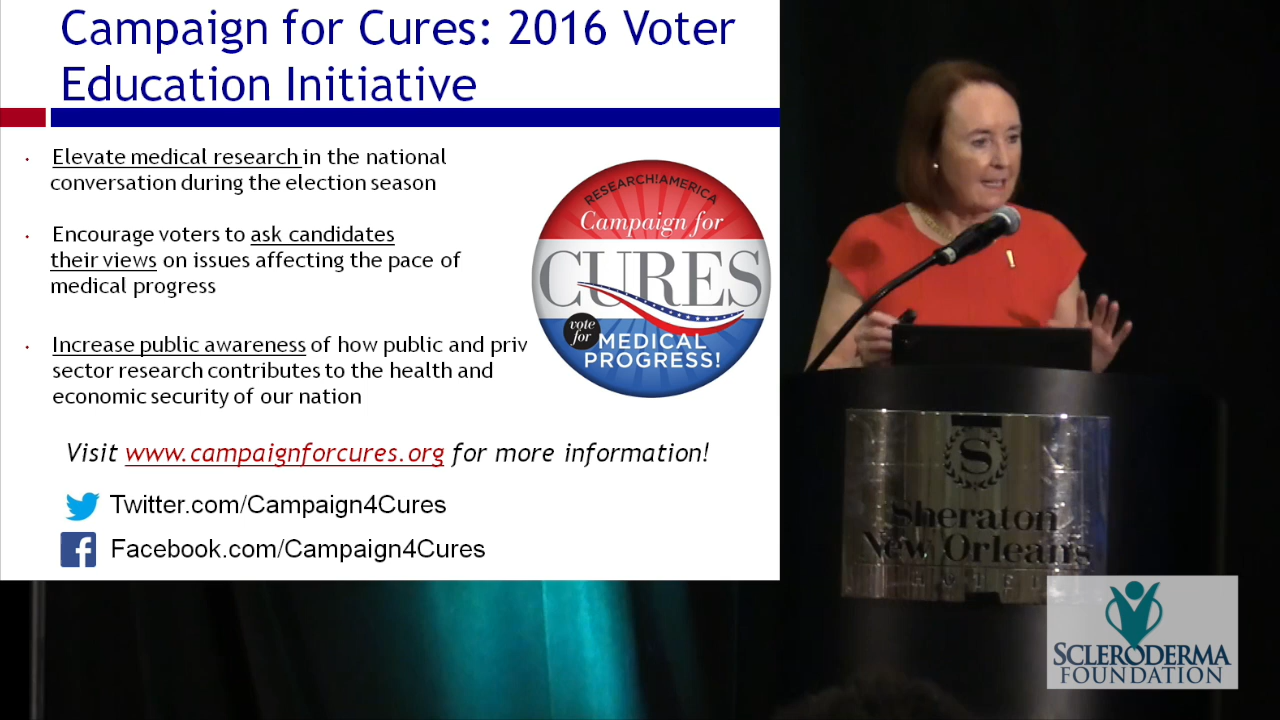 Campaign for Cures: 2016 Voter
Education Initiative
Elevate medical research in the national
conversation during the election season
Encourage voters to ask candidates
their views on issues affecting the pace of
medical progress
Increase public awareness of how public and priv
sector research contributes to the health and
economic security of our nation
RESEARCH!AMERICA
Campaign for
CURES
vote
for
MEDICAL
PROGRESS!
Visit www.campaignforcures.org for more information!
Twitter.com/Campaign4Cures
Facebook.com/Campaign4Cures
S
Sheraton
New Orleans
SCLERODERMA
FOUNDATION